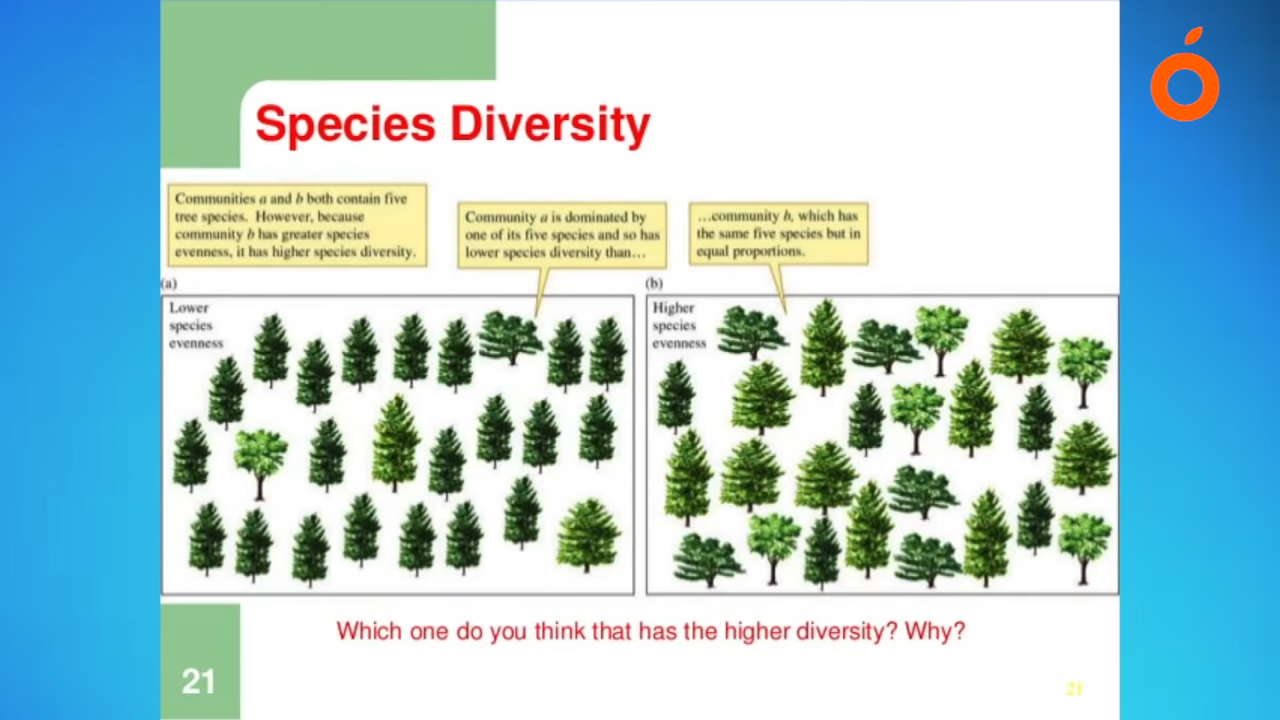 Species Diversity
Communities a and b both contain five
tree species. However, because
community b has greater species
evenness, it has higher species diversity.
Community a is dominated by
one of its five species and so has
lower species diversity than…
…community b, which has
the same five species but in
equal proportions.
(a)
Lower
species
evenness
(b)
Higher
species
evenness
Which one do you think that has the higher diversity? Why?
21
21